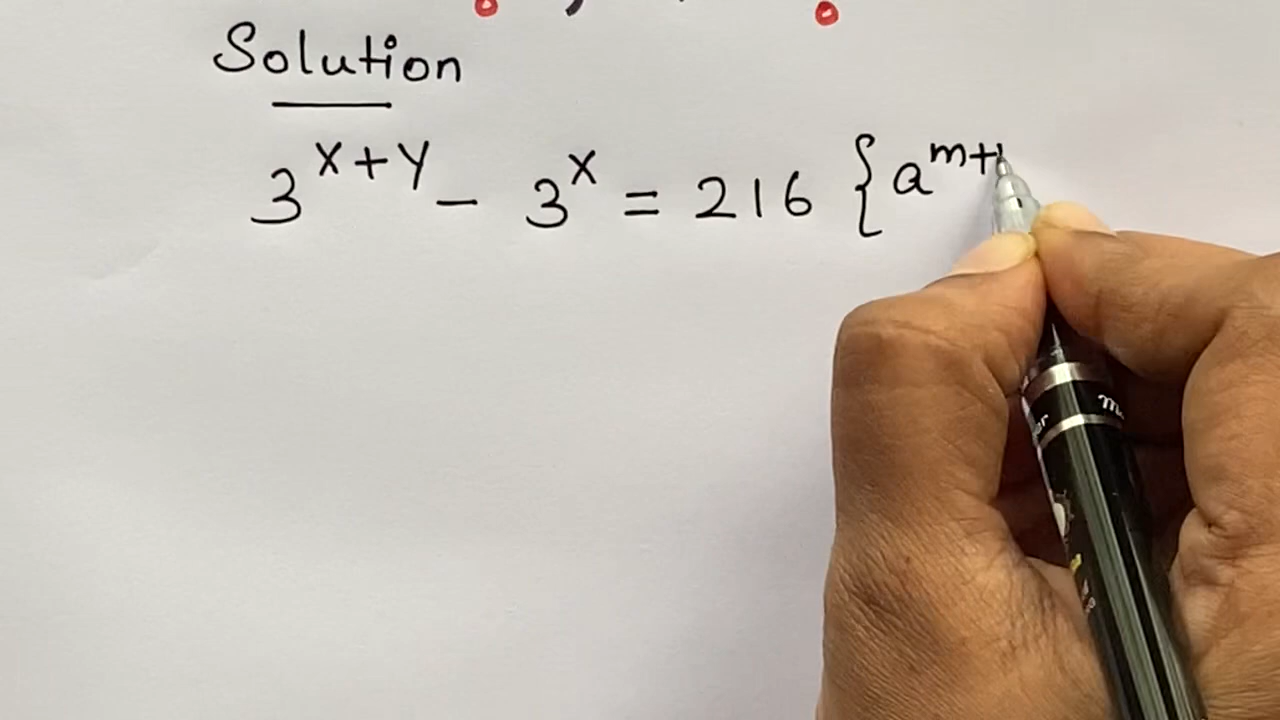 Solution
3^{x+y} - 3^x = 216 { a^{m+